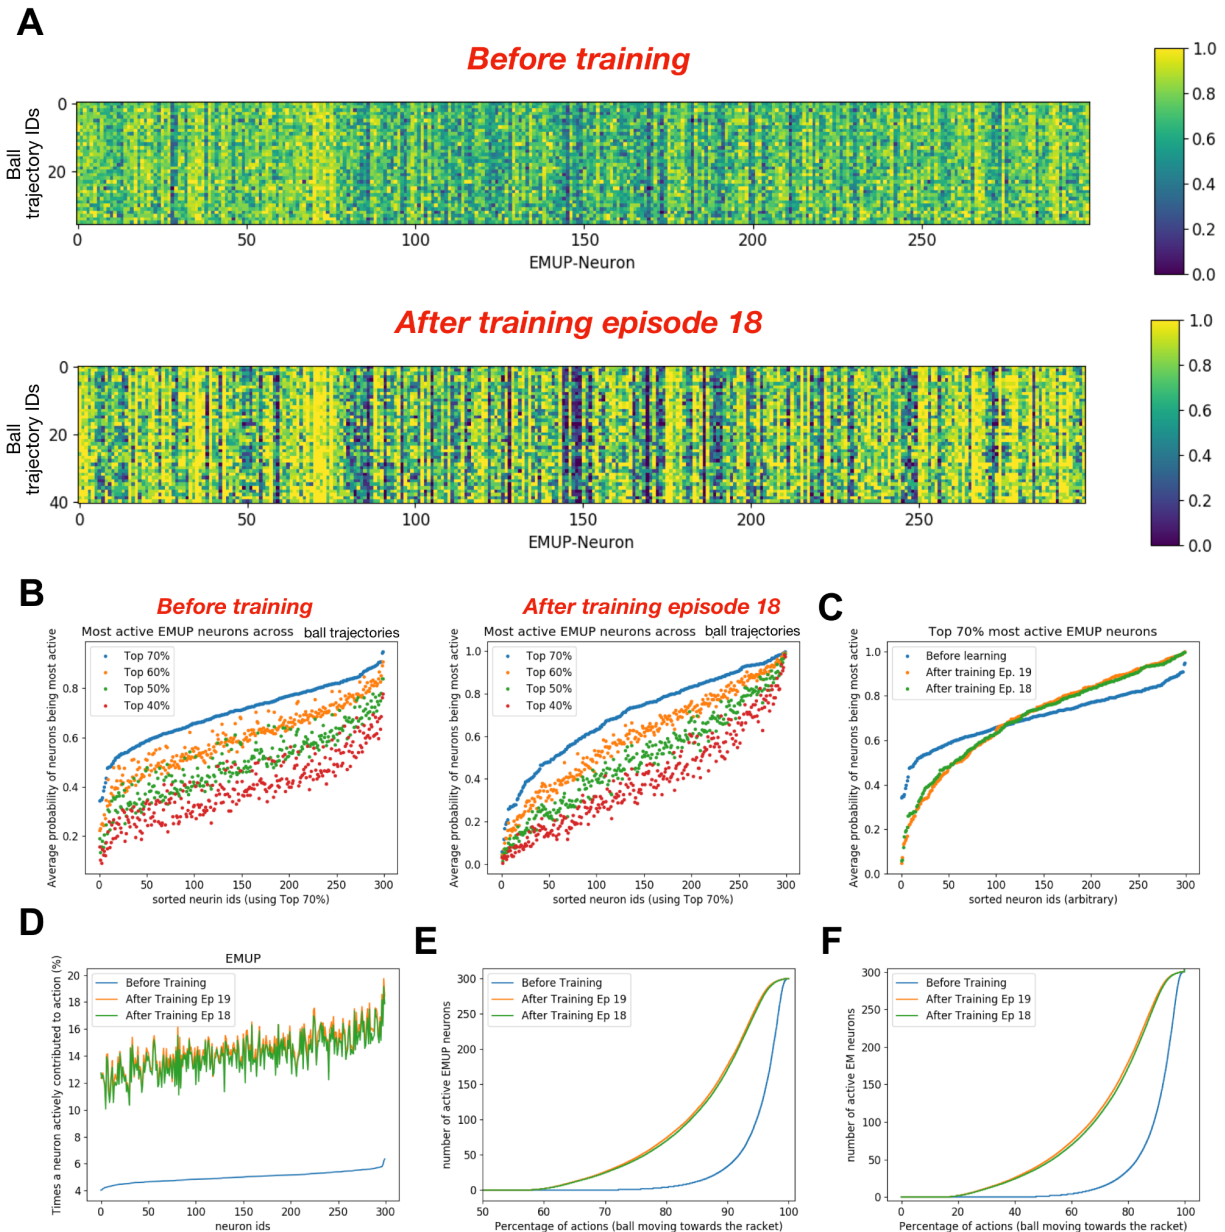 A
Before training
Ball
trajectory IDs
0
20
0
50
100
150
200
250
EMUP-Neuron
1.0
0.8
0.6
0.4
0.2
0.0
After training episode 18
Ball
trajectory IDs
0
20
40
0
50
100
150
200
250
EMUP-Neuron
1.0
0.8
0.6
0.4
0.2
0.0
B
Before training
Most active EMUP neurons across ball trajectories
Average probability of neurons being most active
Top 70%
Top 60%
Top 50%
Top 40%
0.8
0.6
0.4
0.2
0
50
100
150
200
250
300
sorted neurin ids (using Top 70%)
After training episode 18
Most active EMUP neurons across ball trajectories
Average probability of neurons being most active
Top 70%
Top 60%
Top 50%
Top 40%
1.0
0.8
0.6
0.4
0.2
0.0
0
50
100
150
200
250
300
sorted neuron ids (using Top 70%)
C
Top 70% most active EMUP neurons
Average probability of neurons being most active
Before learning
After training Ep. 19
After training Ep. 18
1.0
0.8
0.6
0.4
0.2
0.0
0
50
100
150
200
250
300
sorted neuron ids (arbitrary)
D
EMUP
Times a neuron actively contributed to action (%)
Before Training
After Training Ep 19
After Training Ep 18
20
18
16
14
12
10
8
6
4
0
50
100
150
200
250
300
neuron ids
E
number of active EMUP neurons
Before Training
After Training Ep 19
After Training Ep 18
300
250
200
150
100
50
0
50
60
70
80
90
100
Percentage of actions (ball moving towards the racket)
F
number of active EM neurons
Before Training
After Training Ep 19
After Training Ep 18
300
250
200
150
100
50
0
0
20
40
60
80
100
Percentage of actions (ball moving towards the racket)